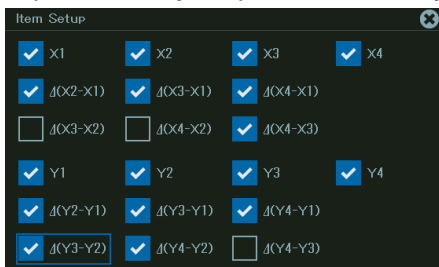 Item Setup
X1 X2 X3 X4
Δ(X2-X1) Δ(X3-X1) Δ(X4-X1)
Δ(X3-X2) Δ(X4-X2) Δ(X4-X3)
Y1 Y2 Y3 Y4
Δ(Y2-Y1) Δ(Y3-Y1) Δ(Y4-Y1)
Δ(Y3-Y2) Δ(Y4-Y2) Δ(Y4-Y3)